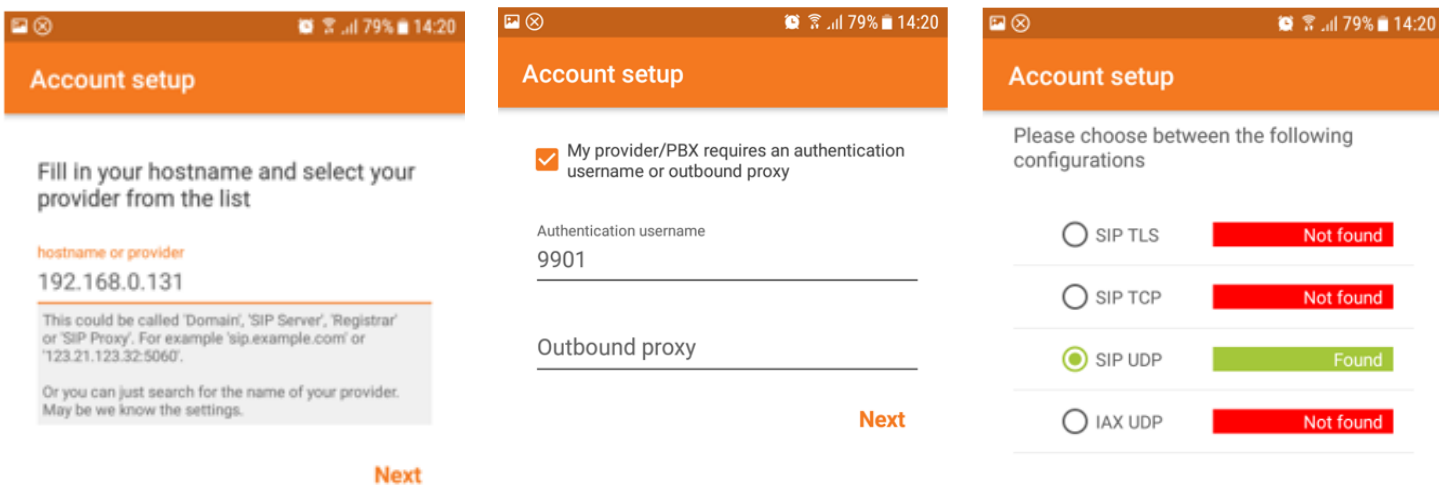 79% 14:20
Account setup
Fill in your hostname and select your
provider from the list
hostname or provider
192.168.0.131
This could be called 'Domain', 'SIP Server', 'Registrar'
or 'SIP Proxy'. For example 'sip.example.com' or
'123.21.123.32:5060'.
Or you can just search for the name of your provider.
May be we know the settings.
Next
79% 14:20
Account setup
My provider/PBX requires an authentication
username or outbound proxy
Authentication username
9901
Outbound proxy
Next
79% 14:20
Account setup
Please choose between the following
configurations
SIP TLS Not found
SIP TCP Not found
SIP UDP Found
IAX UDP Not found